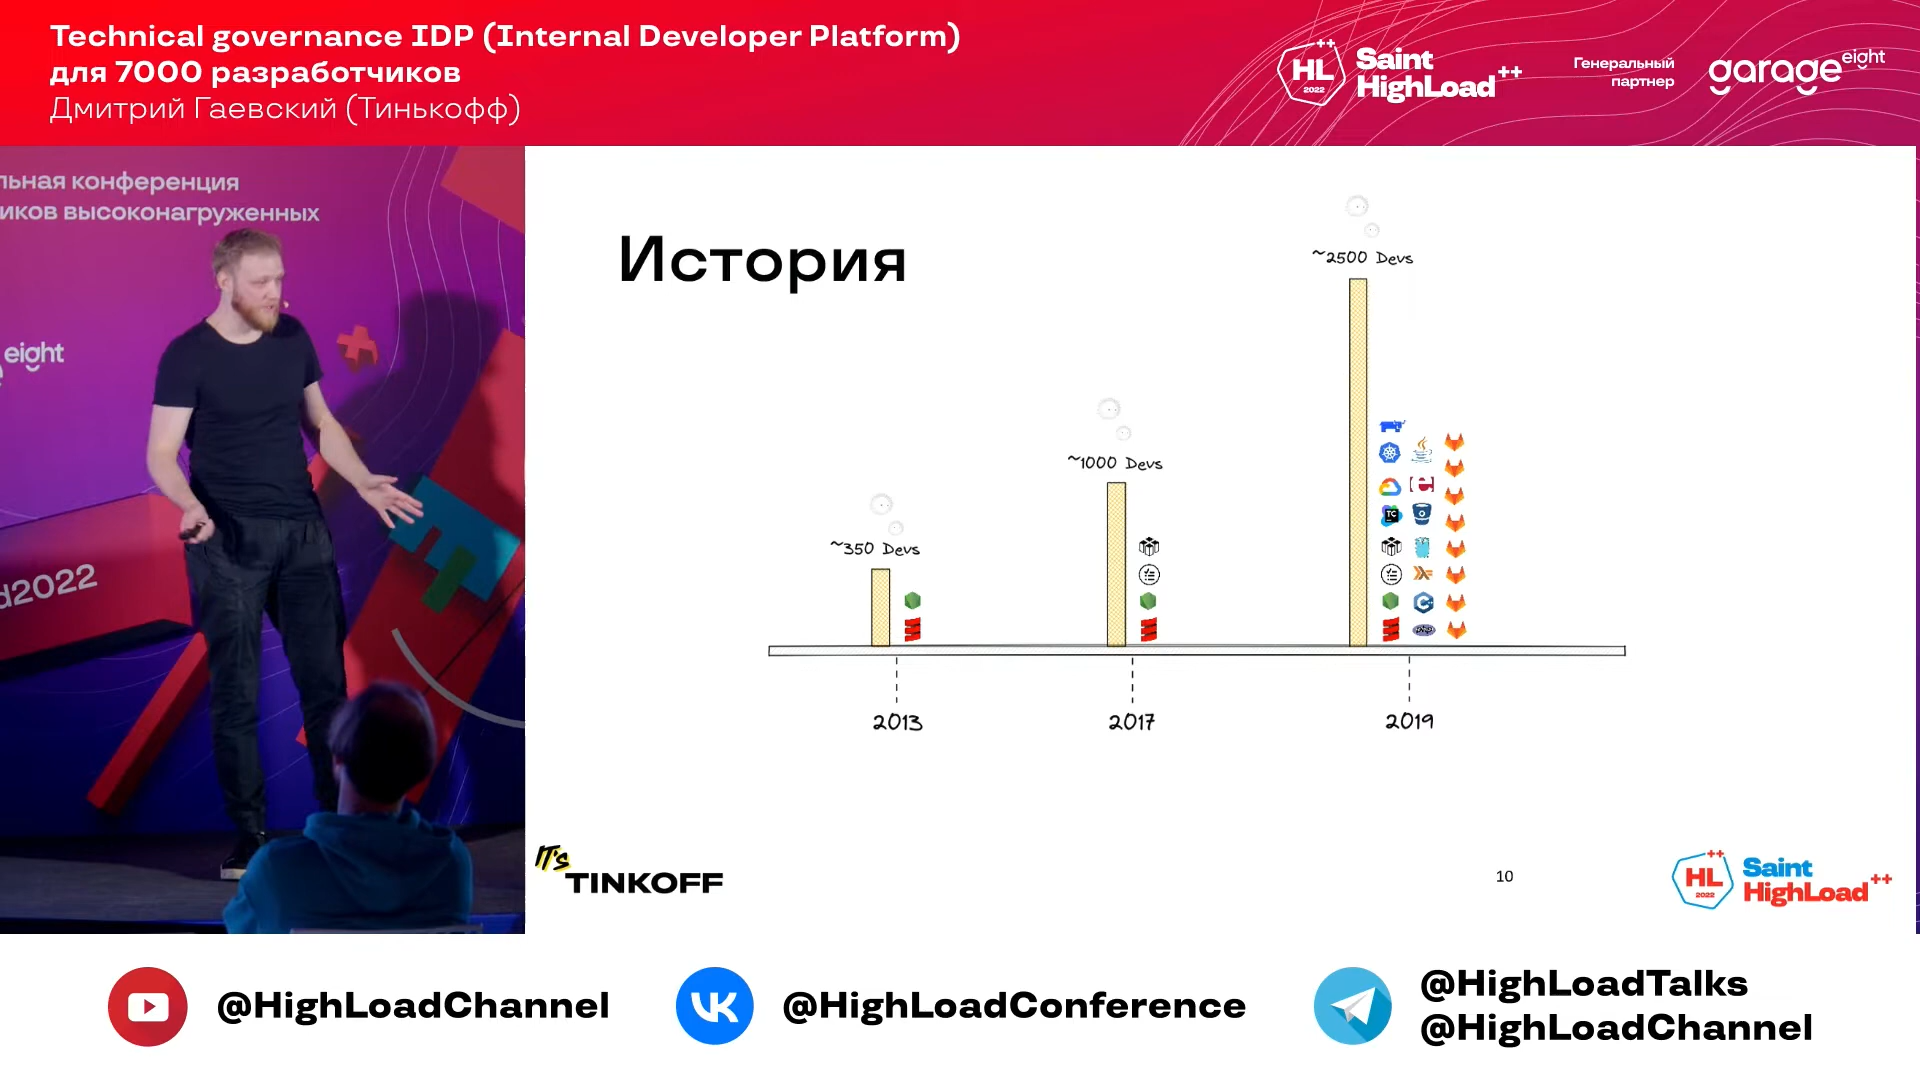 Technical governance IDP (Internal Developer Platform)
для 7000 разработчиков
Дмитрий Гаевский (Тинькофф)
HL
2022
++
Saint
HighLoad++
Генеральный
партнер
garage eight
льная конференция
иков высоконагруженных
eight
d2022
История
~350 Devs
~1000 Devs
~2500 Devs
TC
2013
2017
2019
IT's
TINKOFF
10
HL
2022
++
Saint
HighLoad++
@HighLoadChannel
@HighLoadConference
@HighLoadTalks
@HighLoadChannel